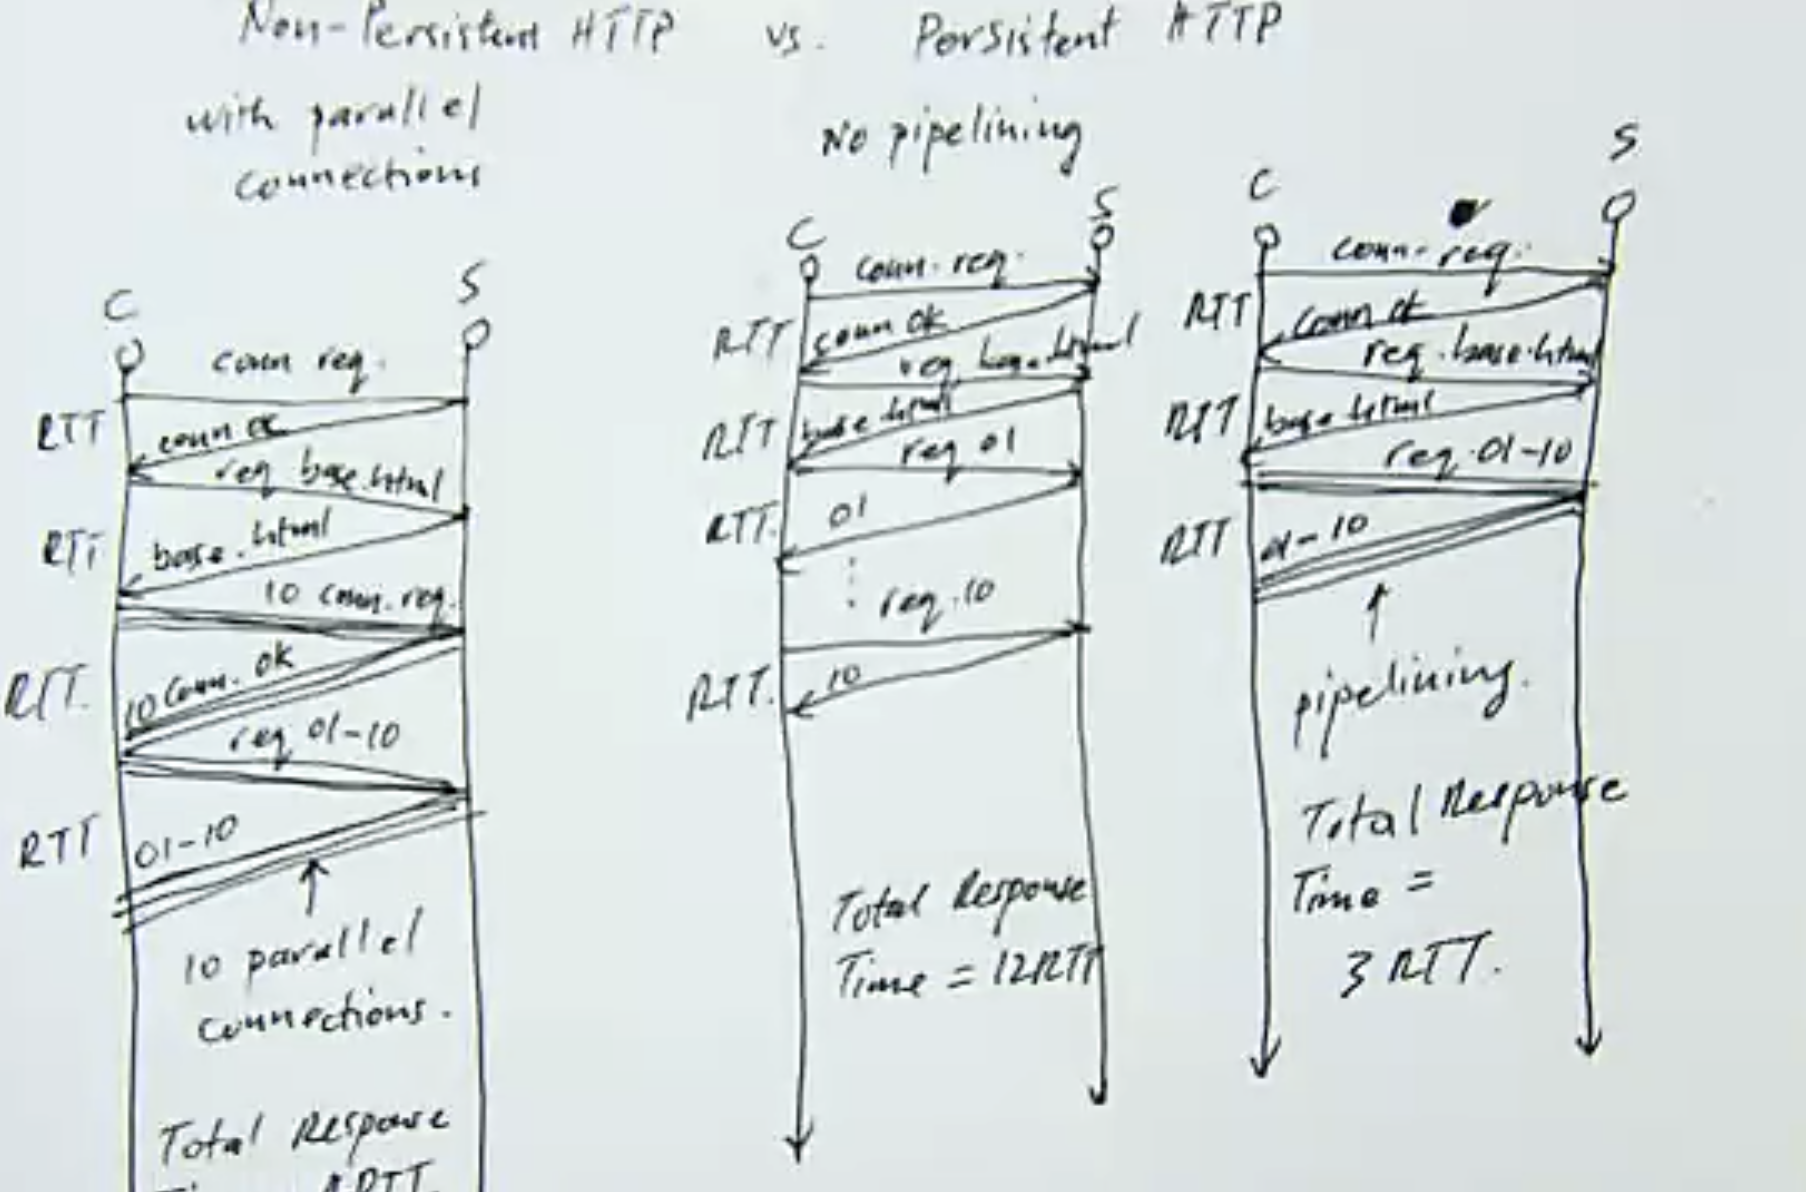 Non-Persistent HTTP vs. Persistent HTTP
with parallel
connections
C
S
conn req.
RTT
conn ok
req base.html
RTT
base.html
10 conn. req.
RTT.
10 conn. ok
req 01-10
RTT
01-10
10 parallel
connections.
Total Response
4RTT.
No pipelining
C
S
conn. req.
RTT
conn ok
req base.html
RTT
base.html
req 01
RTT.
01
req.10
RTT.
10
Total Response
Time = 12RTT
C
S
conn. req.
RTT
conn ok
req.base.html
RTT
base.html
req.01-10
RTT
01-10
pipelining.
Total Response
Time =
3 RTT.